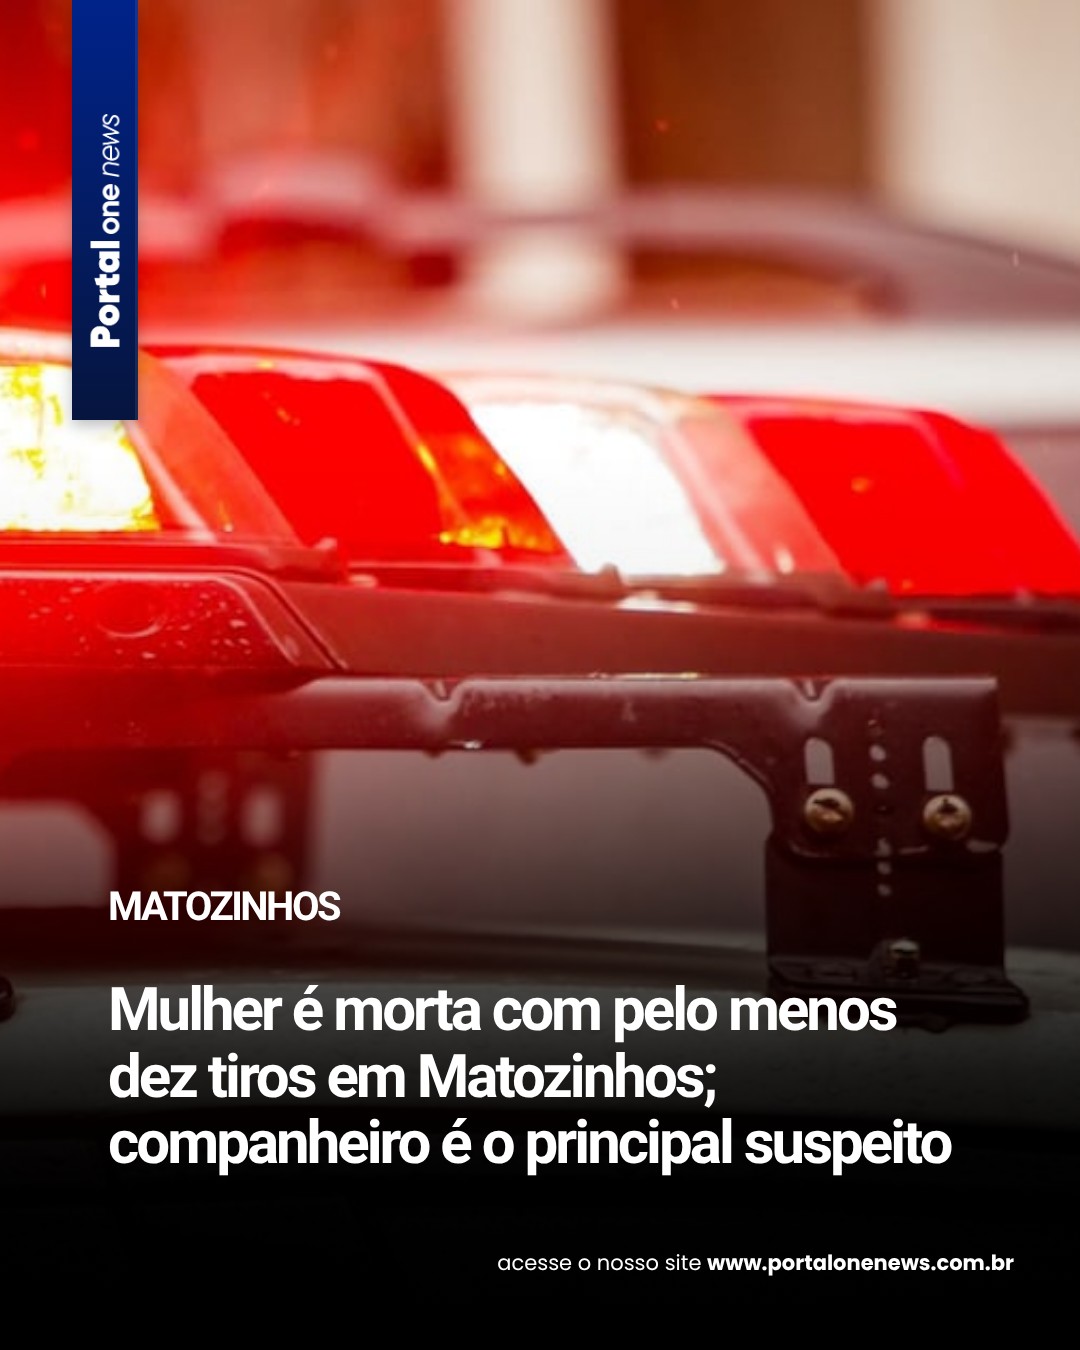 Portal one news
MATOZINHOS
Mulher é morta com pelo menos
dez tiros em Matozinhos;
companheiro é o principal suspeito
acesse o nosso site www.portalonenews.com.br